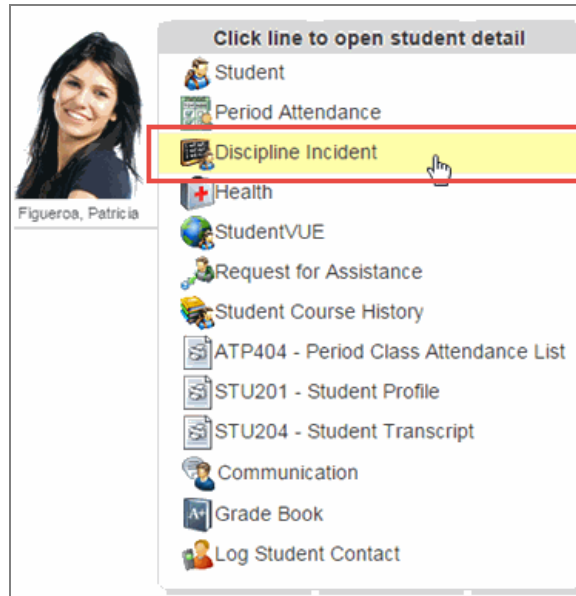 Click line to open student detail
Student
Period Attendance
Discipline Incident
Health
StudentVUE
Request for Assistance
Student Course History
ATP404 - Period Class Attendance List
STU201 - Student Profile
STU204 - Student Transcript
Communication
A+ Grade Book
Log Student Contact
Figueroa, Patricia